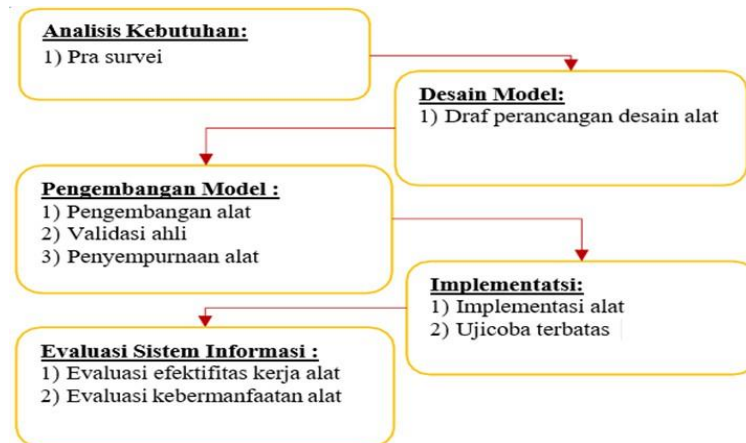 Analisis Kebutuhan:
1) Pra survei
Desain Model:
1) Draf perancangan desain alat
Pengembangan Model :
1) Pengembangan alat
2) Validasi ahli
3) Penyempurnaan alat
Implementatsi:
1) Implementasi alat
2) Ujicoba terbatas
Evaluasi Sistem Informasi :
1) Evaluasi efektifitas kerja alat
2) Evaluasi kebermanfaatan alat